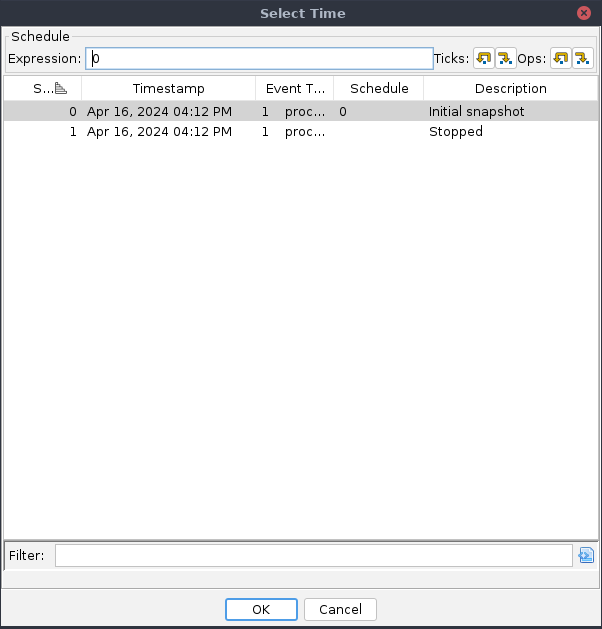 Select Time
Schedule
Expression: 0 Ticks: Ops:
S... Timestamp Event T... Schedule Description
0 Apr 16, 2024 04:12 PM 1 proc... 0 Initial snapshot
1 Apr 16, 2024 04:12 PM 1 proc... Stopped
Filter:
OK Cancel